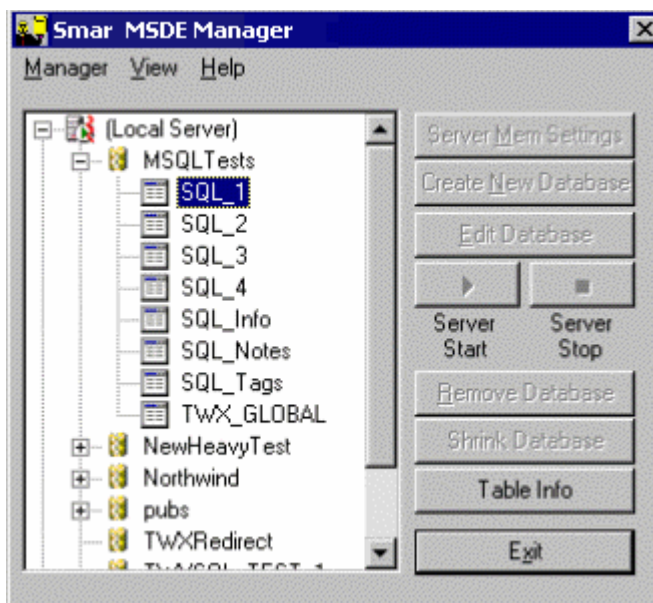 Smar MSDE Manager
Manager View Help
(Local Server)
MSQLTests
SQL_1
SQL_2
SQL_3
SQL_4
SQL_Info
SQL_Notes
SQL_Tags
TWX_GLOBAL
NewHeavyTest
Northwind
pubs
TWXRedirect
Server Mem Settings
Create New Database
Edit Database
Server Start
Server Stop
Remove Database
Shrink Database
Table Info
Exit